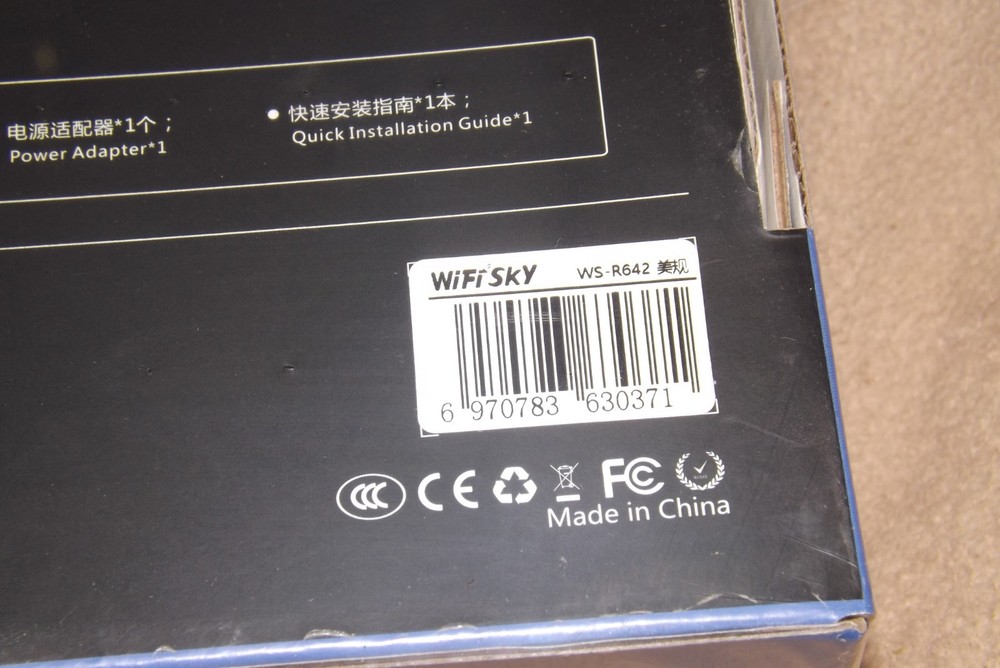 电源适配器*1个；
Power Adapter*1
快速安装指南*1本；
Quick Installation Guide*1
WiFi SKY WS-R642 美规
6 970783 630371
CCC CE FC
Made in China